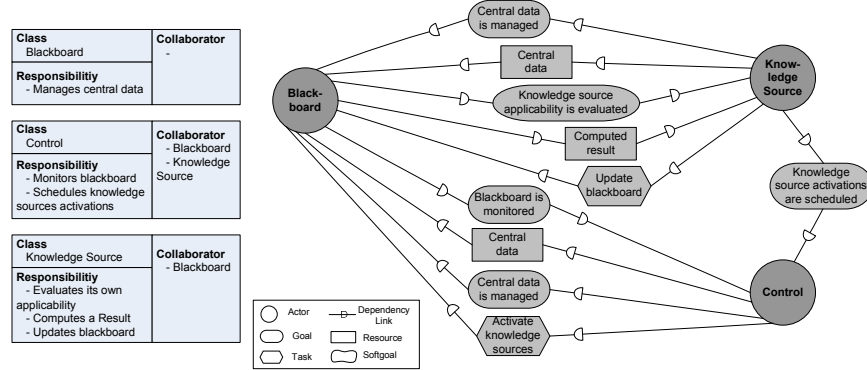 Class
Blackboard
Collaborator
-
Responsibilitiy
- Manages central data
Class
Control
Collaborator
- Blackboard
- Knowledge
Source
Responsibilitiy
- Monitors blackboard
- Schedules knowledge
sources activations
Class
Knowledge Source
Collaborator
- Blackboard
Responsibilitiy
- Evaluates its own
applicability
- Computes a Result
- Updates blackboard
Central data
is managed
Central
data
Knowledge source
applicability is evaluated
Computed
result
Update
blackboard
Black-
board
Know-
ledge
Source
Knowledge
source activations
are scheduled
Blackboard is
monitored
Central
data
Central data
is managed
Activate
knowledge
sources
Control
Actor
Dependency
Link
Goal
Resource
Task
Softgoal